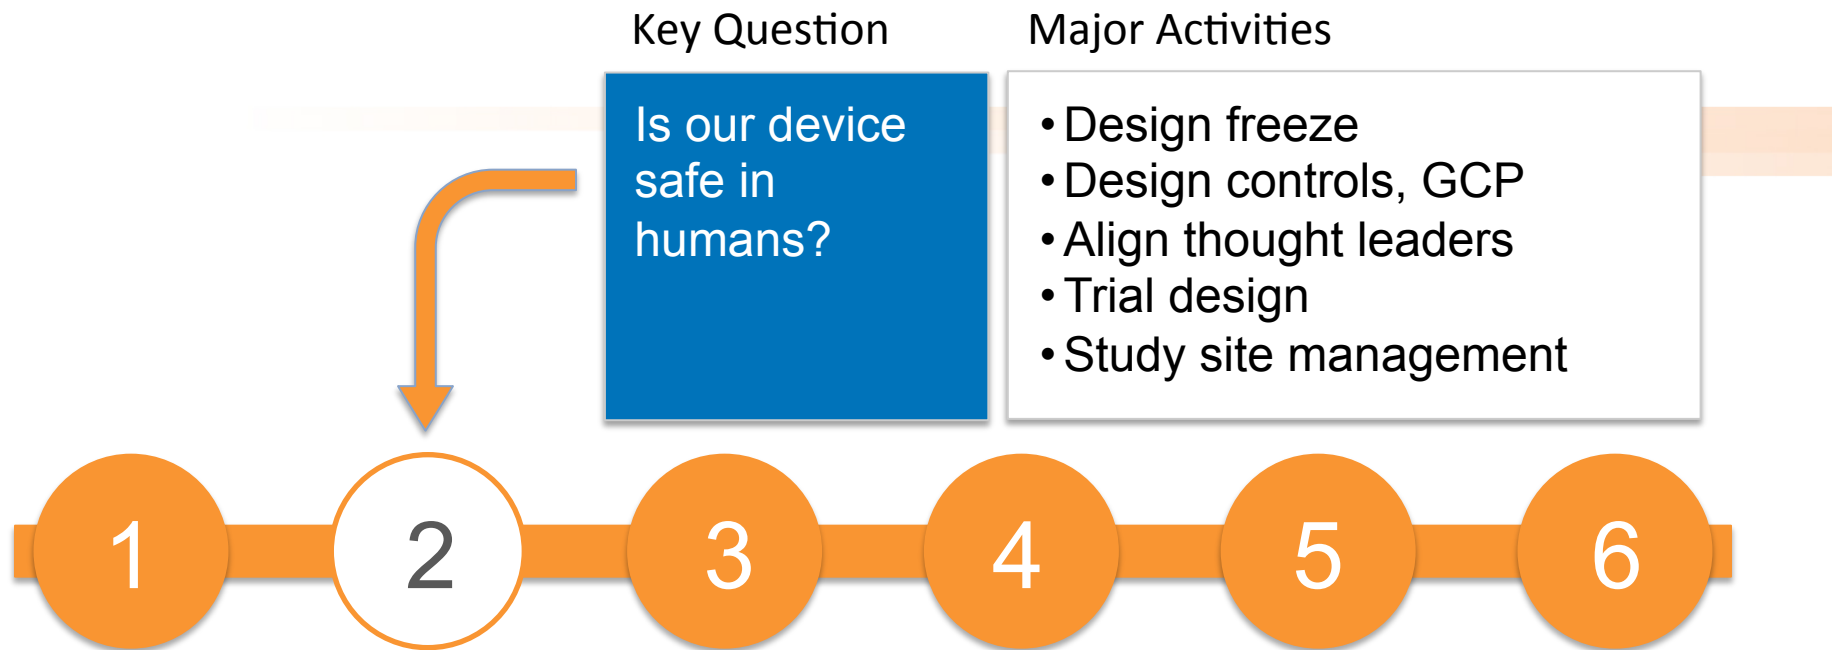 Key Question
Major Activities
Is our device
safe in
humans?
• Design freeze
• Design controls, GCP
• Align thought leaders
• Trial design
• Study site management
1
2
3
4
5
6